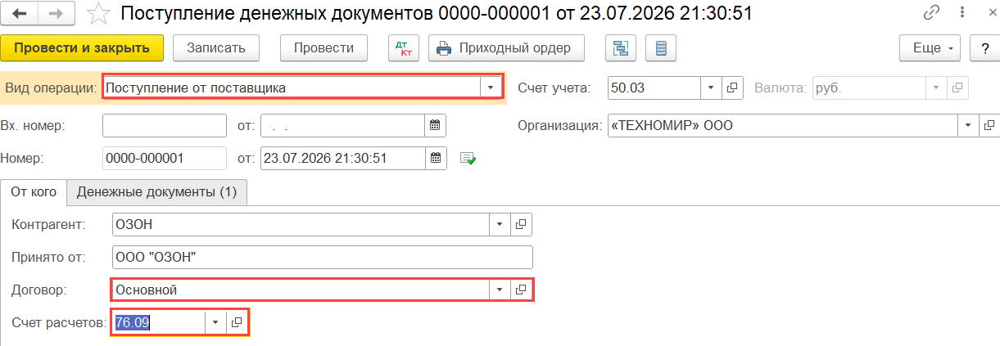 Поступление денежных документов 0000-000001 от 23.07.2026 21:30:51
Провести и закрыть Записать Провести Дт Кт Приходный ордер Еще ?
Вид операции: Поступление от поставщика Счет учета: 50.03 Валюта: руб.
Вх. номер: от: . . Организация: «ТЕХНОМИР» ООО
Номер: 0000-000001 от: 23.07.2026 21:30:51
От кого Денежные документы (1)
Контрагент: ОЗОН
Принято от: ООО "ОЗОН"
Договор: Основной
Счет расчетов: 76.09